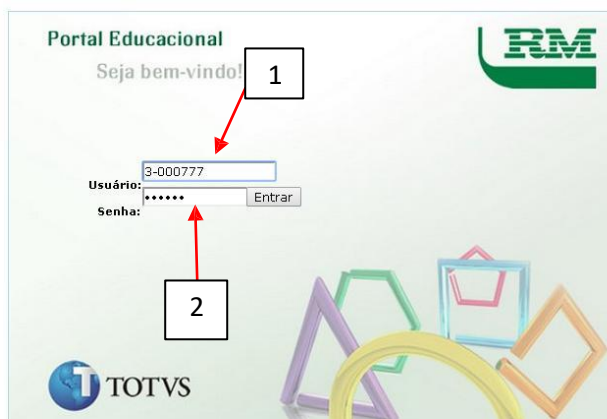 Portal Educacional
RM
Seja bem-vindo!
1
3-000777
Usuário:
•••••• Entrar
Senha:
2
TOTVS